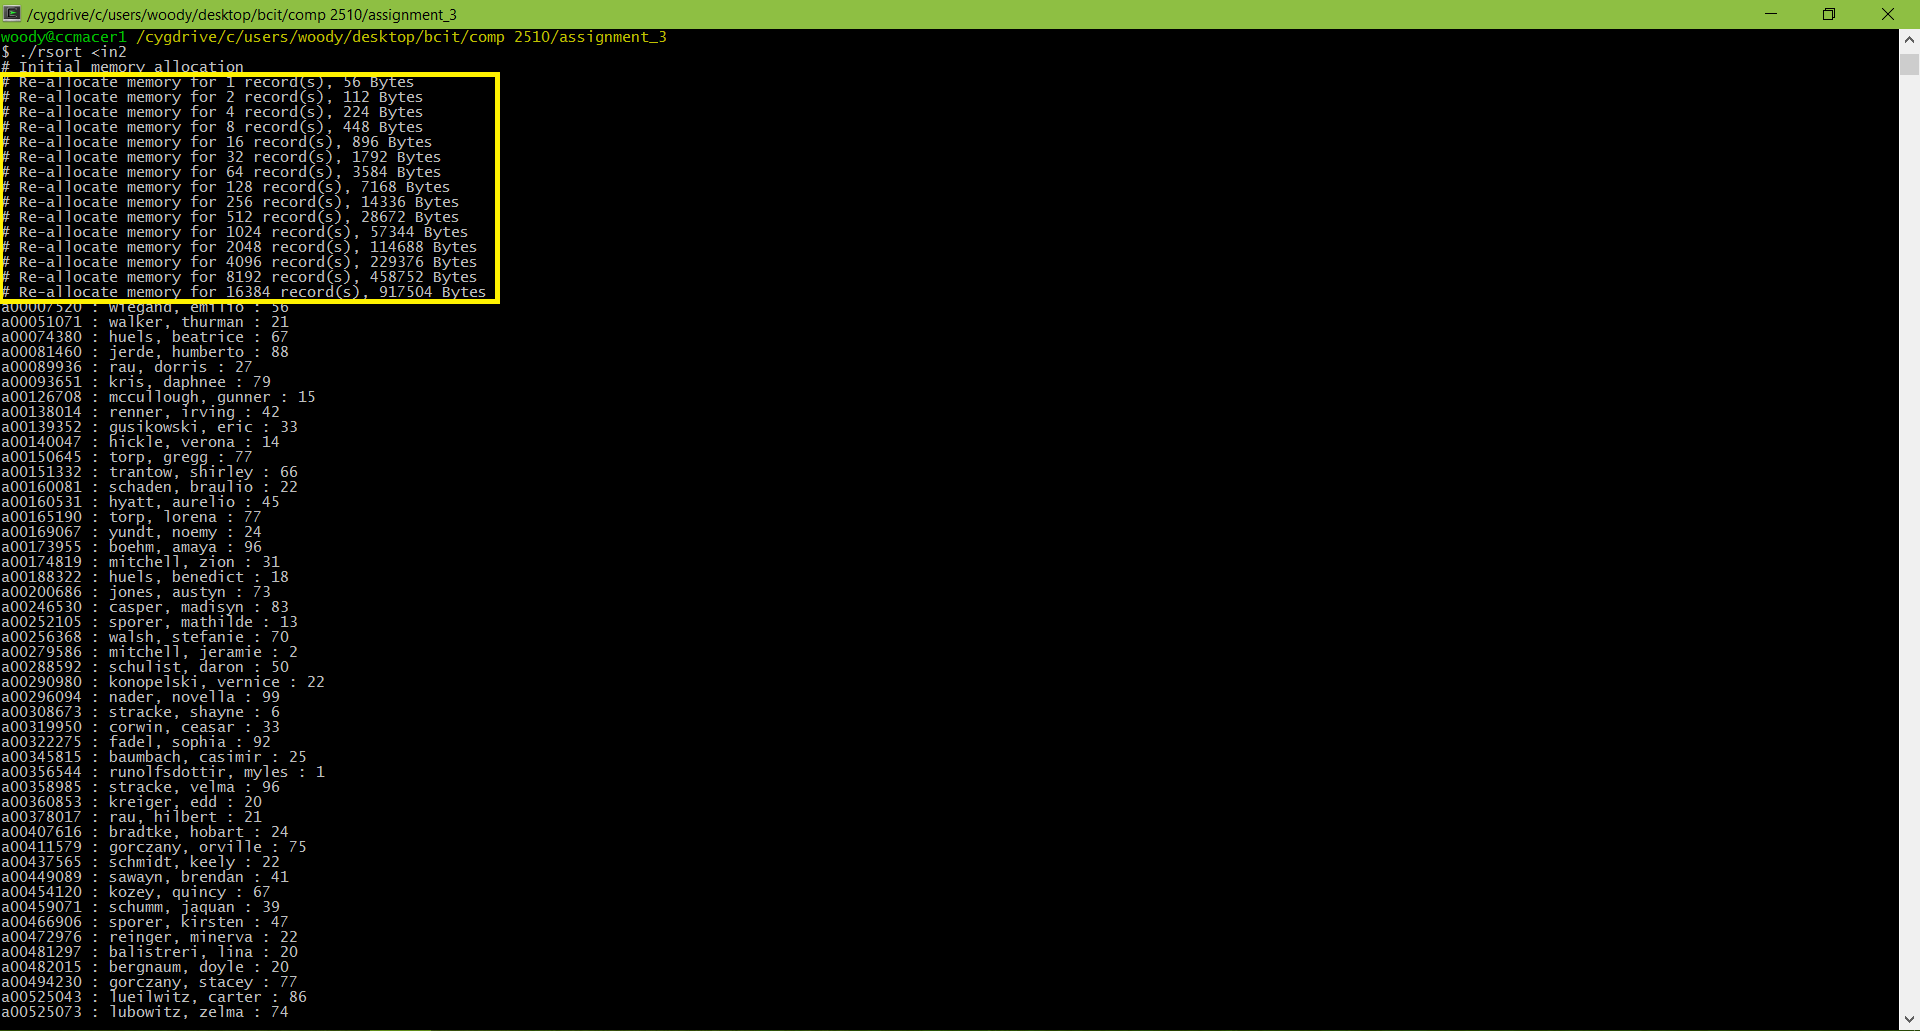 /cygdrive/c/users/woody/desktop/bcit/comp 2510/assignment_3
woody@ccmacer1 /cygdrive/c/users/woody/desktop/bcit/comp 2510/assignment_3
$ ./rsort <in2
# Initial memory allocation
# Re-allocate memory for 1 record(s), 56 Bytes
# Re-allocate memory for 2 record(s), 112 Bytes
# Re-allocate memory for 4 record(s), 224 Bytes
# Re-allocate memory for 8 record(s), 448 Bytes
# Re-allocate memory for 16 record(s), 896 Bytes
# Re-allocate memory for 32 record(s), 1792 Bytes
# Re-allocate memory for 64 record(s), 3584 Bytes
# Re-allocate memory for 128 record(s), 7168 Bytes
# Re-allocate memory for 256 record(s), 14336 Bytes
# Re-allocate memory for 512 record(s), 28672 Bytes
# Re-allocate memory for 1024 record(s), 57344 Bytes
# Re-allocate memory for 2048 record(s), 114688 Bytes
# Re-allocate memory for 4096 record(s), 229376 Bytes
# Re-allocate memory for 8192 record(s), 458752 Bytes
# Re-allocate memory for 16384 record(s), 917504 Bytes
a00007520 : wiegand, emilio : 56
a00051071 : walker, thurman : 21
a00074380 : huels, beatrice : 67
a00081460 : jerde, humberto : 88
a00089936 : rau, dorris : 27
a00093651 : kris, daphnee : 79
a00126708 : mccullough, gunner : 15
a00138014 : renner, irving : 42
a00139352 : gusikowski, eric : 33
a00140047 : hickle, verona : 14
a00150645 : torp, gregg : 77
a00151332 : trantow, shirley : 66
a00160081 : schaden, braulio : 22
a00160531 : hyatt, aurelio : 45
a00165190 : torp, lorena : 77
a00169067 : yundt, noemy : 24
a00173955 : boehm, amaya : 96
a00174819 : mitchell, zion : 31
a00188322 : huels, benedict : 18
a00200686 : jones, austyn : 73
a00246530 : casper, madisyn : 83
a00252105 : sporer, mathilde : 13
a00256368 : walsh, stefanie : 70
a00279586 : mitchell, jeramie : 2
a00288592 : schulist, daron : 50
a00290980 : konopelski, vernice : 22
a00296094 : nader, novella : 99
a00308673 : stracke, shayne : 6
a00319950 : corwin, ceasar : 33
a00322275 : fadel, sophia : 92
a00345815 : baumbach, casimir : 25
a00356544 : runolfsdottir, myles : 1
a00358985 : stracke, velma : 96
a00360853 : kreiger, edd : 20
a00378017 : rau, hilbert : 21
a00407616 : bradtke, hobart : 24
a00411579 : gorczany, orville : 75
a00437565 : schmidt, keely : 22
a00449089 : sawayn, brendan : 41
a00454120 : kozey, quincy : 67
a00459071 : schumm, jaquan : 39
a00466906 : sporer, kirsten : 47
a00472976 : reinger, minerva : 22
a00481297 : balistreri, lina : 20
a00482015 : bergnaum, doyle : 20
a00494230 : gorczany, stacey : 77
a00525043 : lueilwitz, carter : 86
a00525073 : lubowitz, zelma : 74